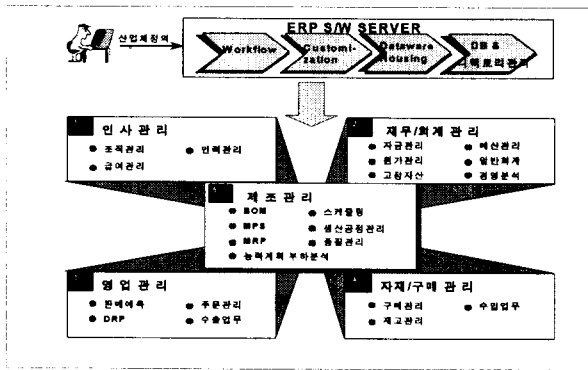 ERP S/W SERVER
산업체정의
Workflow
Customi-
zation
Dataware
Housing
DB &
관리
인 사 관 리
조직관리
인력관리
급여관리
재무/회계 관 리
자금관리
예산관리
원가관리
일반회계
고정자산
경영분석
제 조 관 리
BOM
스케쥴링
MPS
생산공정관리
MRP
품질관리
능력계획 부하분석
영 업 관 리
판매예측
주문관리
DRP
수출업무
자재/구매 관 리
구매관리
수입업무
재고관리